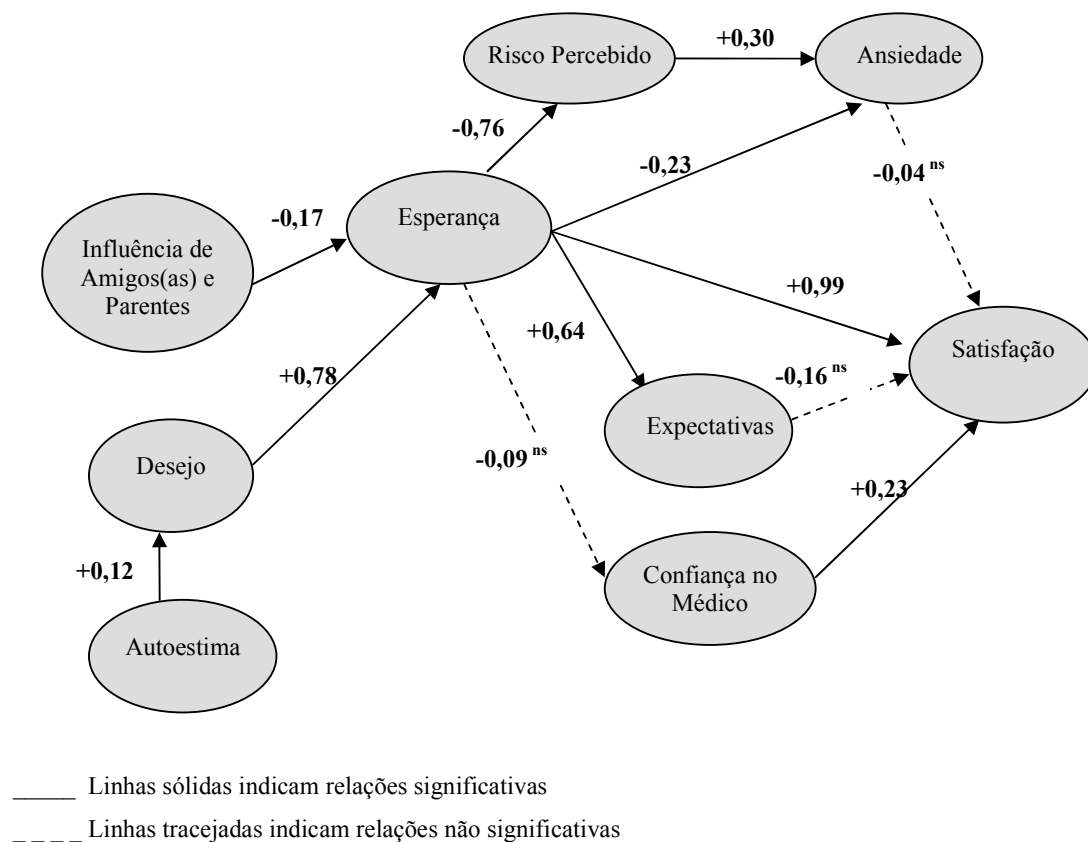 +0,30
Risco Percebido
Ansiedade
-0,76
-0,23
-0,04 ns
-0,17
Esperança
Influência de
Amigos(as) e
Parentes
+0,99
+0,64
Satisfação
+0,78
-0,16 ns
Expectativas
Desejo
-0,09 ns
+0,23
+0,12
Confiança no
Médico
Autoestima
_____ Linhas sólidas indicam relações significativas
_ _ _ _ Linhas tracejadas indicam relações não significativas